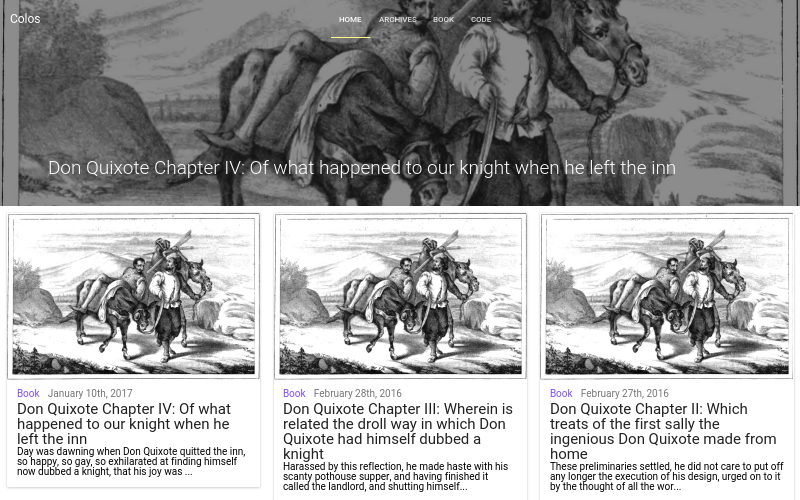 Colos
HOME ARCHIVES BOOK CODE
Don Quixote Chapter IV: Of what happened to our knight when he left the inn
Book January 10th, 2017
Don Quixote Chapter IV: Of what
happened to our knight when he
left the inn
Day was dawning when Don Quixote quitted the inn,
so happy, so gay, so exhilarated at finding himself
now dubbed a knight, that his joy was ...
Book February 28th, 2016
Don Quixote Chapter III: Wherein is
related the droll way in which Don
Quixote had himself dubbed a
knight
Harassed by this reflection, he made haste with his
scanty pothouse supper, and having finished it
called the landlord, and shutting himself...
Book February 27th, 2016
Don Quixote Chapter II: Which
treats of the first sally the
ingenious Don Quixote made from
home
These preliminaries settled, he did not care to put off
any longer the execution of his design, urged on to it
by the thought of all the wor...